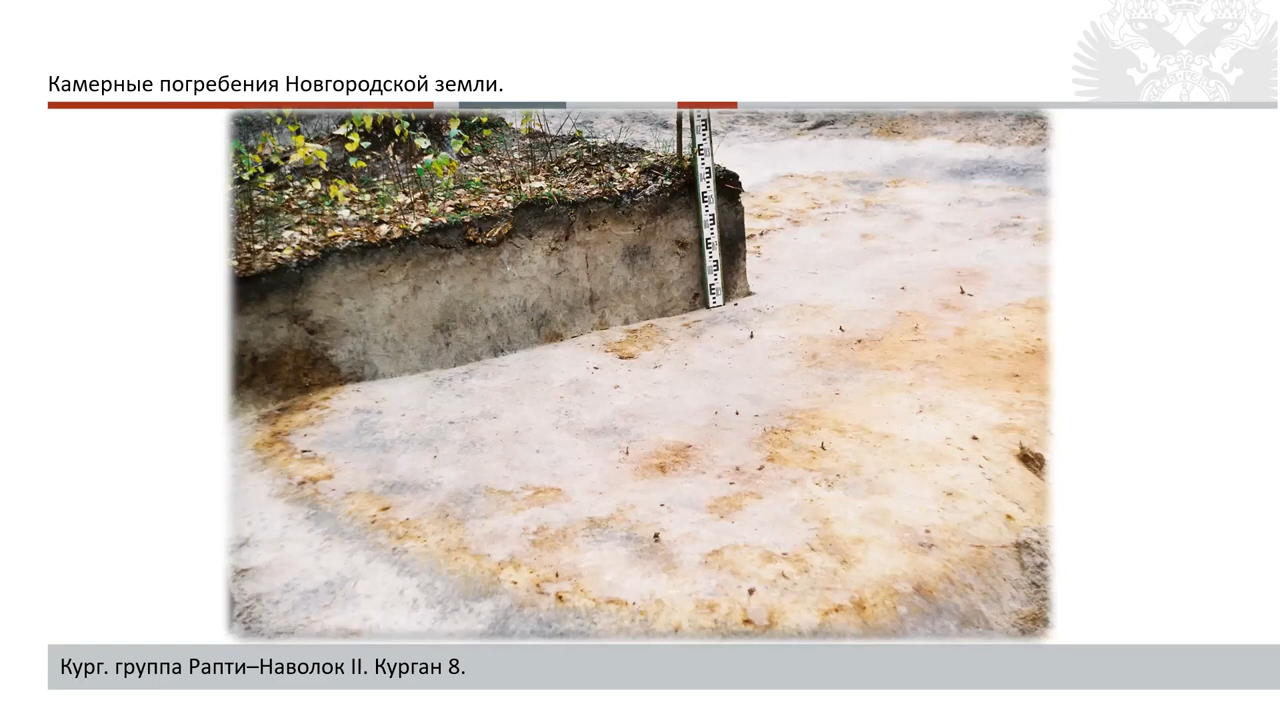 Камерные погребения Новгородской земли.
Кург. группа Рапти–Наволок II. Курган 8.